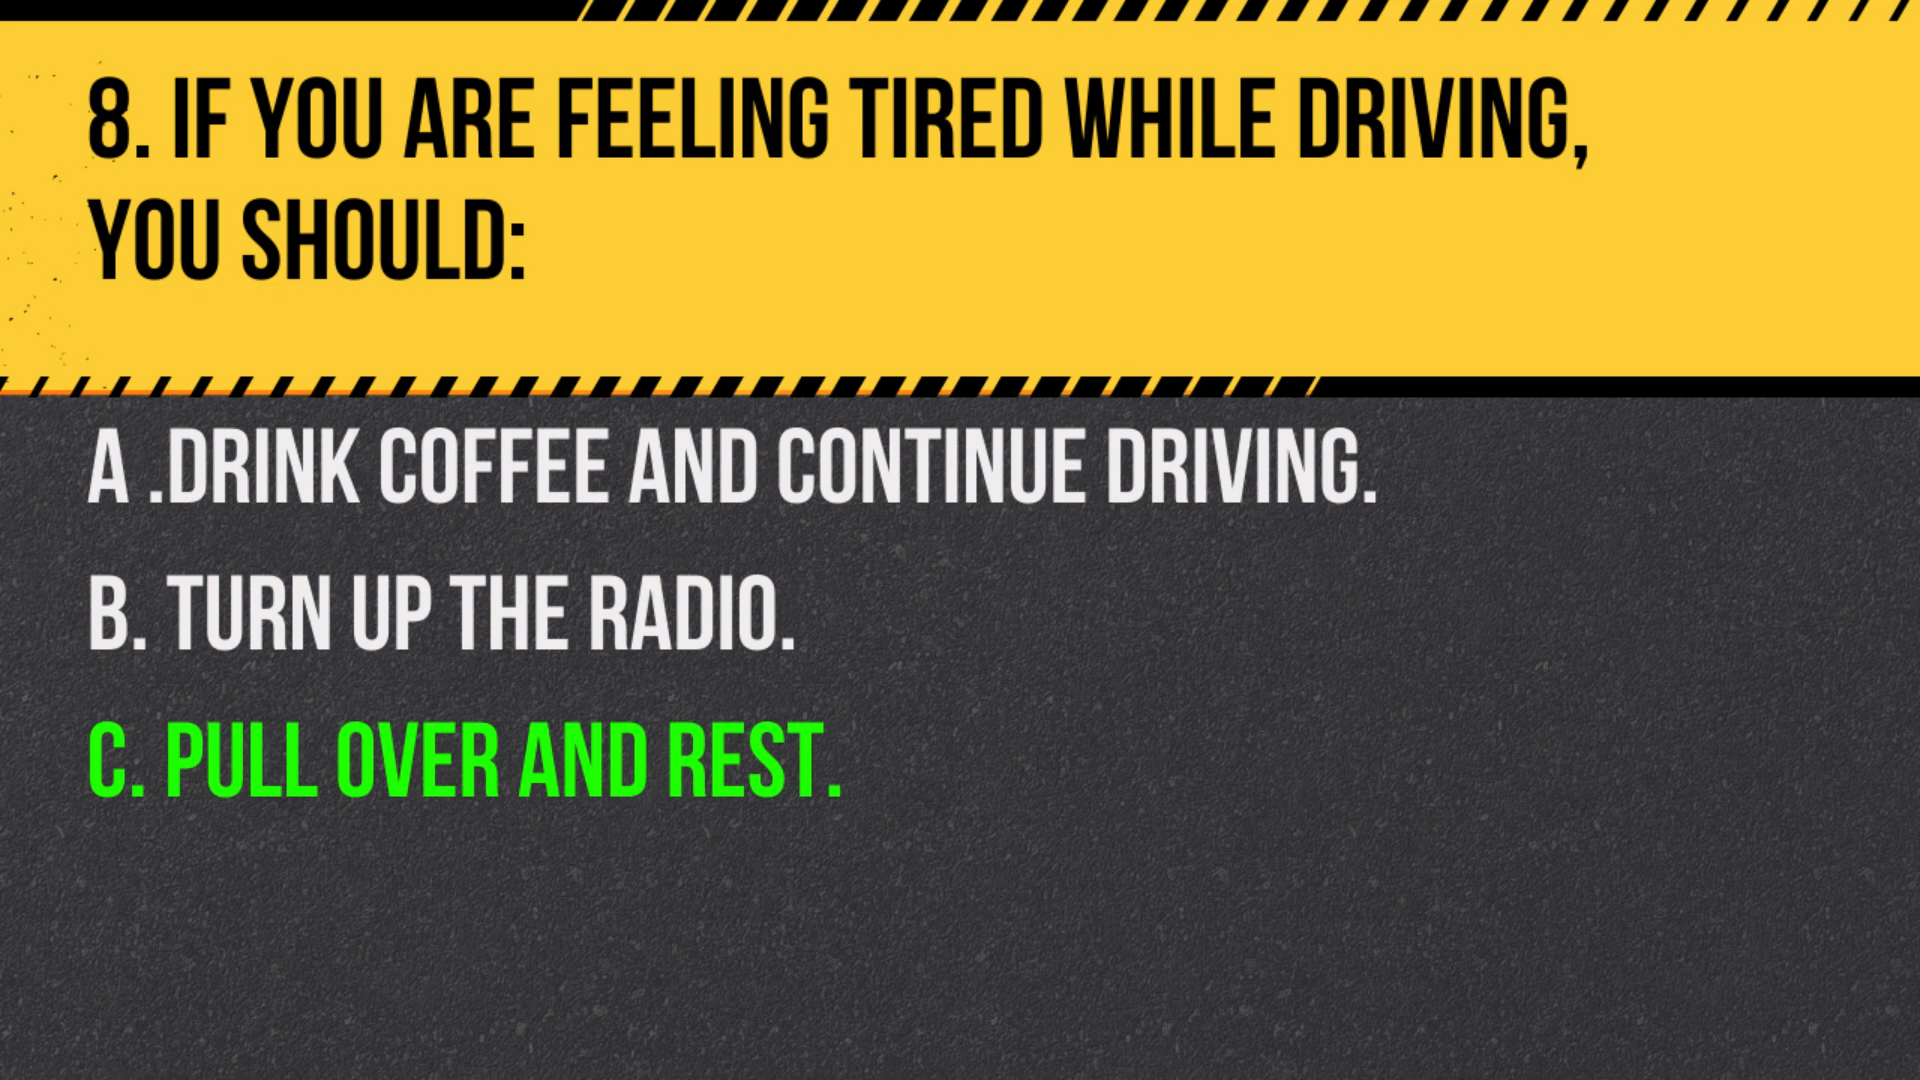 8. IF YOU ARE FEELING TIRED WHILE DRIVING,
YOU SHOULD:
A .DRINK COFFEE AND CONTINUE DRIVING.
B. TURN UP THE RADIO.
C. PULL OVER AND REST.